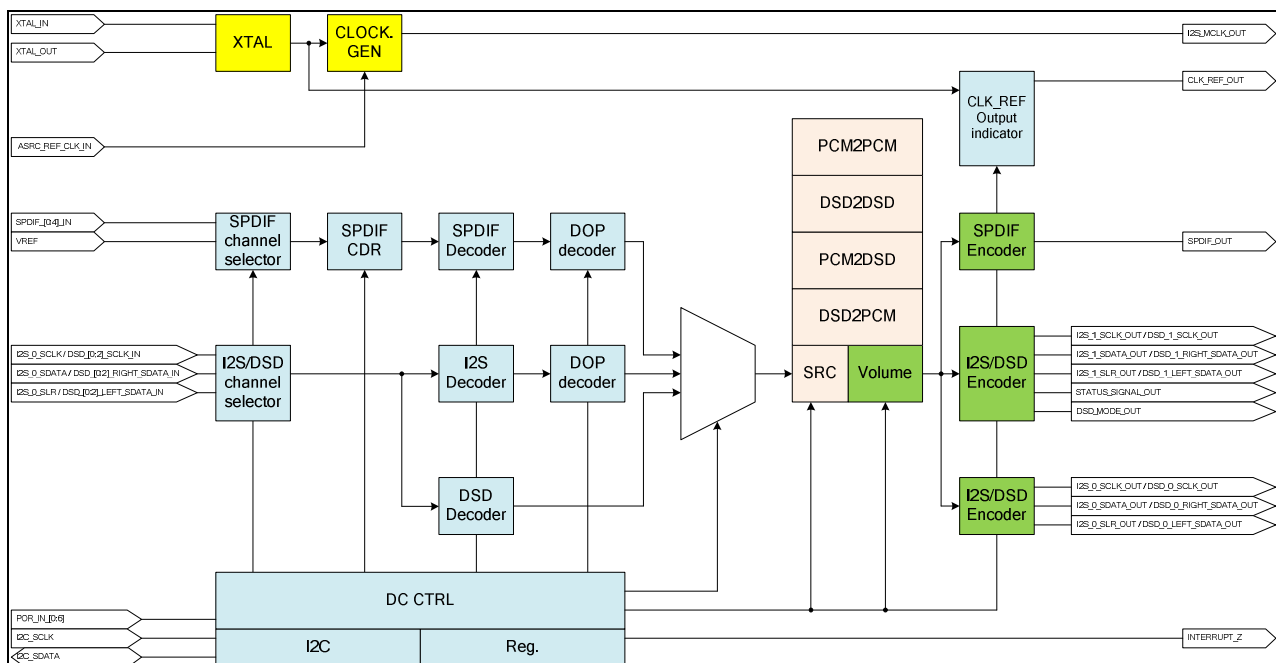 XTAL_IN
XTAL_OUT
XTAL
CLOCK.
GEN
I2S_MCLK_OUT
CLK_REF_OUT
CLK_REF
Output
indicator
ASRC_REF_CLK_IN
PCM2PCM
DSD2DSD
PCM2DSD
DSD2PCM
SRC
Volume
SPDIF_[0:4]_IN
VREF
SPDIF
channel
selector
SPDIF
CDR
SPDIF
Decoder
DOP
decoder
SPDIF
Encoder
SPDIF_OUT
I2S_0_SCLK / DSD_[0;2]_SCLK_IN
I2S_0_SDATA / DSD_[0:2]_RIGHT_SDATA_IN
I2S_0_SLR / DSD_[0:2]_LEFT_SDATA_IN
I2S/DSD
channel
selector
I2S
Decoder
DOP
decoder
I2S/DSD
Encoder
I2S_1_SCLK_OUT / DSD_1_SCLK_OUT
I2S_1_SDATA_OUT / DSD_1_RIGHT_SDATA_OUT
I2S_1_SLR_OUT / DSD_1_LEFT_SDATA_OUT
STATUS_SIGNAL_OUT
DSD_MODE_OUT
DSD
Decoder
I2S/DSD
Encoder
I2S_0_SCLK_OUT / DSD_0_SCLK_OUT
I2S_0_SDATA_OUT / DSD_0_RIGHT_SDATA_OUT
I2S_0_SLR_OUT / DSD_0_LEFT_SDATA_OUT
DC CTRL
POR_IN_[0:6]
I2C_SCLK
I2C_SDATA
I2C
Reg.
INTERRUPT_Z